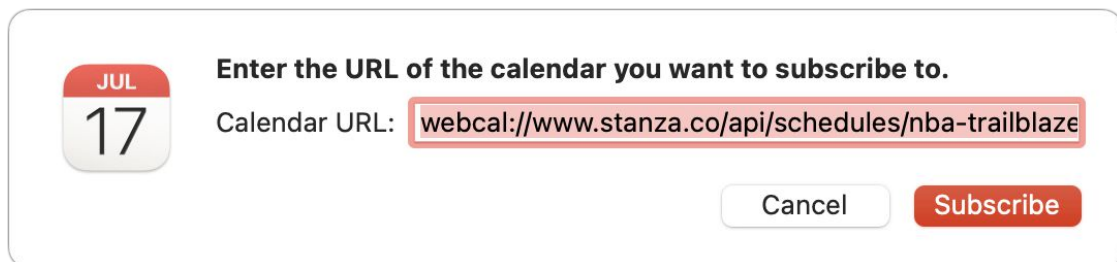 JUL
17
Enter the URL of the calendar you want to subscribe to.
Calendar URL: webcal://www.stanza.co/api/schedules/nba-trailblaze
Cancel Subscribe